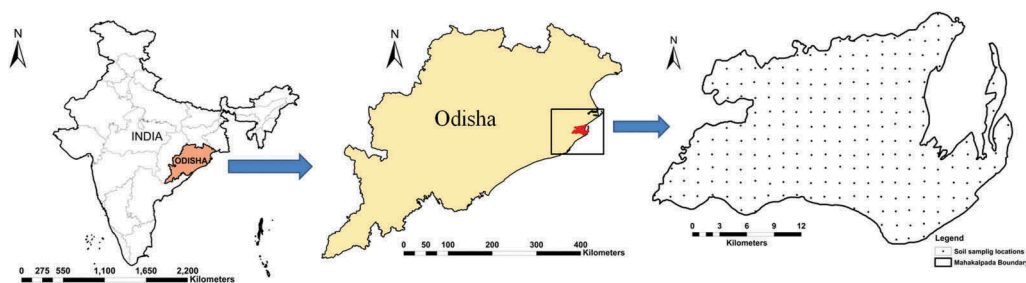 N
INDIA
ODISHA
0 275 550 1,100 1,650 2,200
Kilometers
N
Odisha
0 50 100 200 300 400
Kilometers
N
0 3 6 9 12
Kilometers
Legend
Soil samplig locations
Mahakalpada Boundary